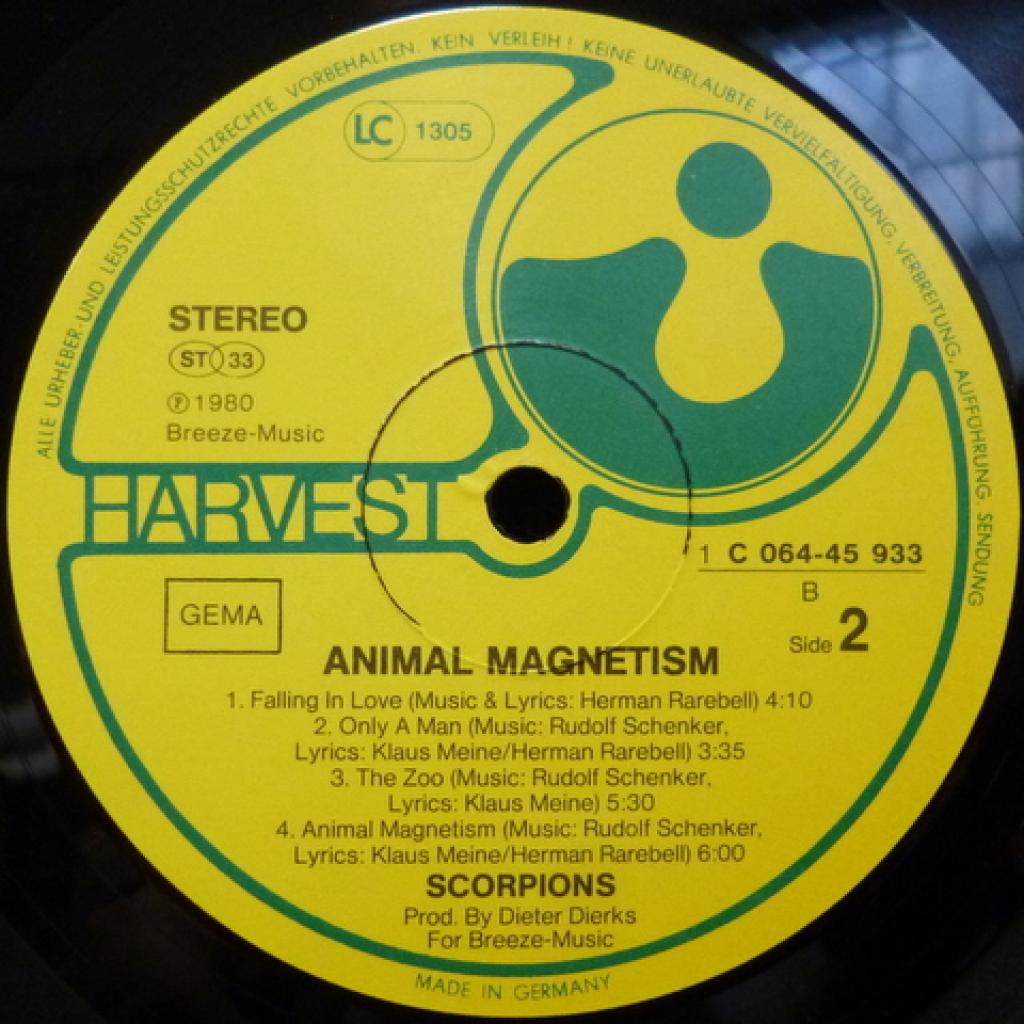 ALLE URHEBER- UND LEISTUNGSSCHUTZRECHTE VORBEHALTEN. KEIN VERLEIH! KEINE UNERLAUBTE VERVIELFÄLTIGUNG, VERBREITUNG, AUFFÜHRUNG, SENDUNG
LC 1305
STEREO
ST 33
℗ 1980
Breeze-Music
HARVEST
1 C 064-45 933
B
GEMA
Side 2
ANIMAL MAGNETISM
1. Falling In Love (Music & Lyrics: Herman Rarebell) 4:10
2. Only A Man (Music: Rudolf Schenker,
Lyrics: Klaus Meine/Herman Rarebell) 3:35
3. The Zoo (Music: Rudolf Schenker,
Lyrics: Klaus Meine) 5:30
4. Animal Magnetism (Music: Rudolf Schenker,
Lyrics: Klaus Meine/Herman Rarebell) 6:00
SCORPIONS
Prod. By Dieter Dierks
For Breeze-Music
MADE IN GERMANY